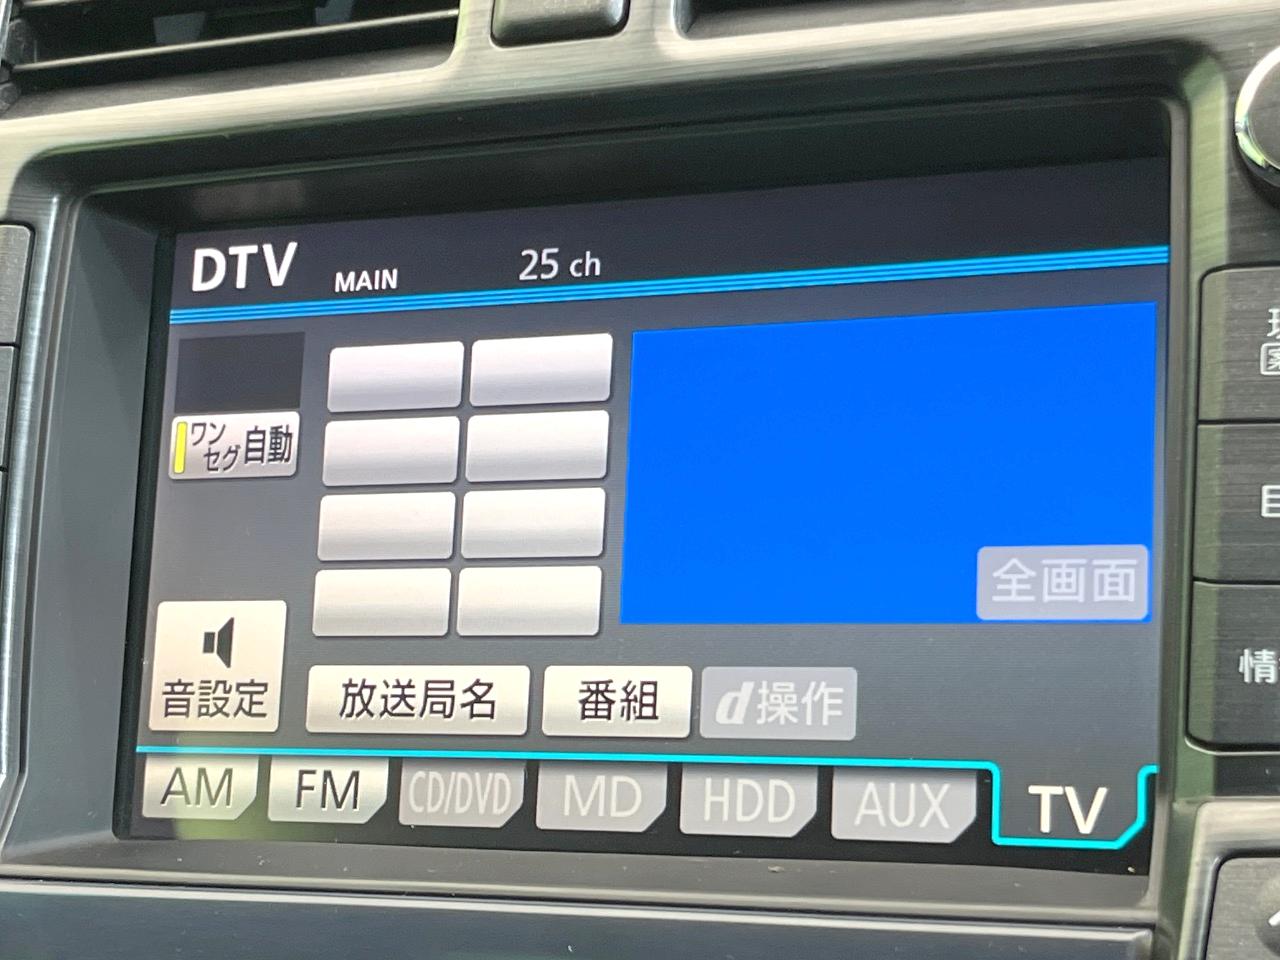 DTV MAIN 25 ch
ワンセグ自動
全画面
音設定
放送局名 番組 d操作
AM FM CD/DVD MD HDD AUX TV
情